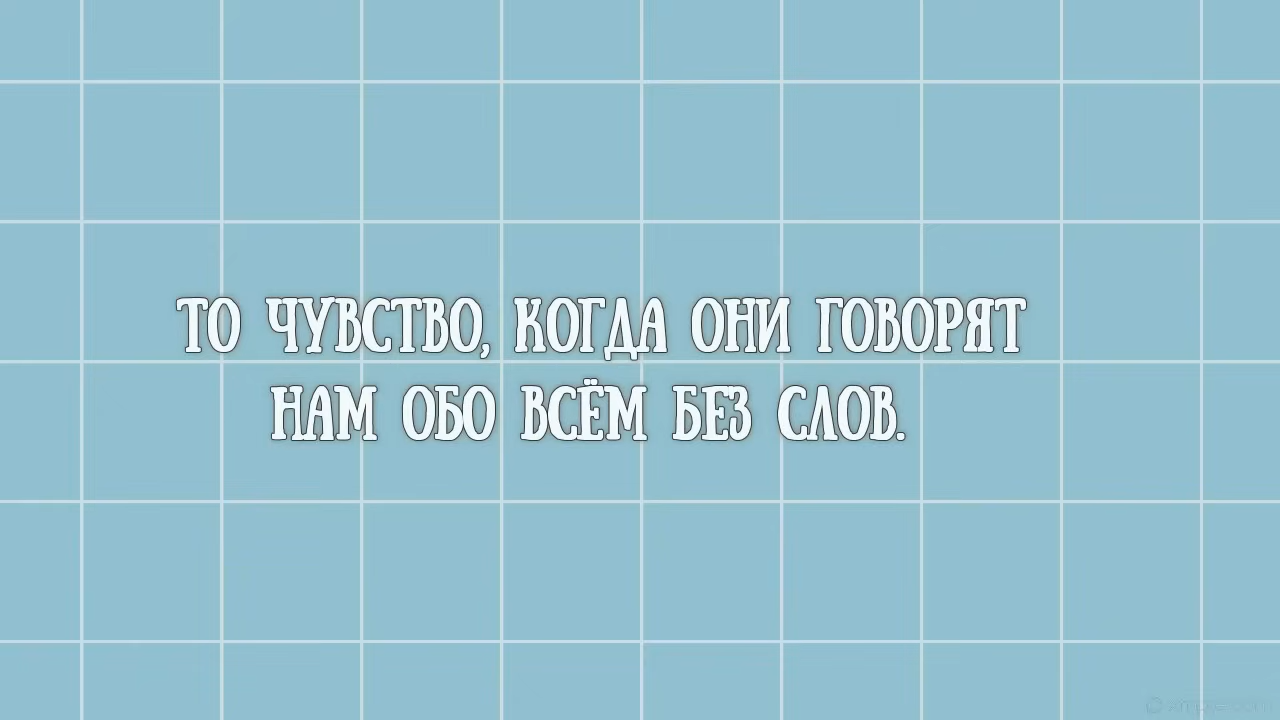 ТО ЧУВСТВО, КОГДА ОНИ ГОВОРЯТ
НАМ ОБО ВСЁМ БЕЗ СЛОВ.